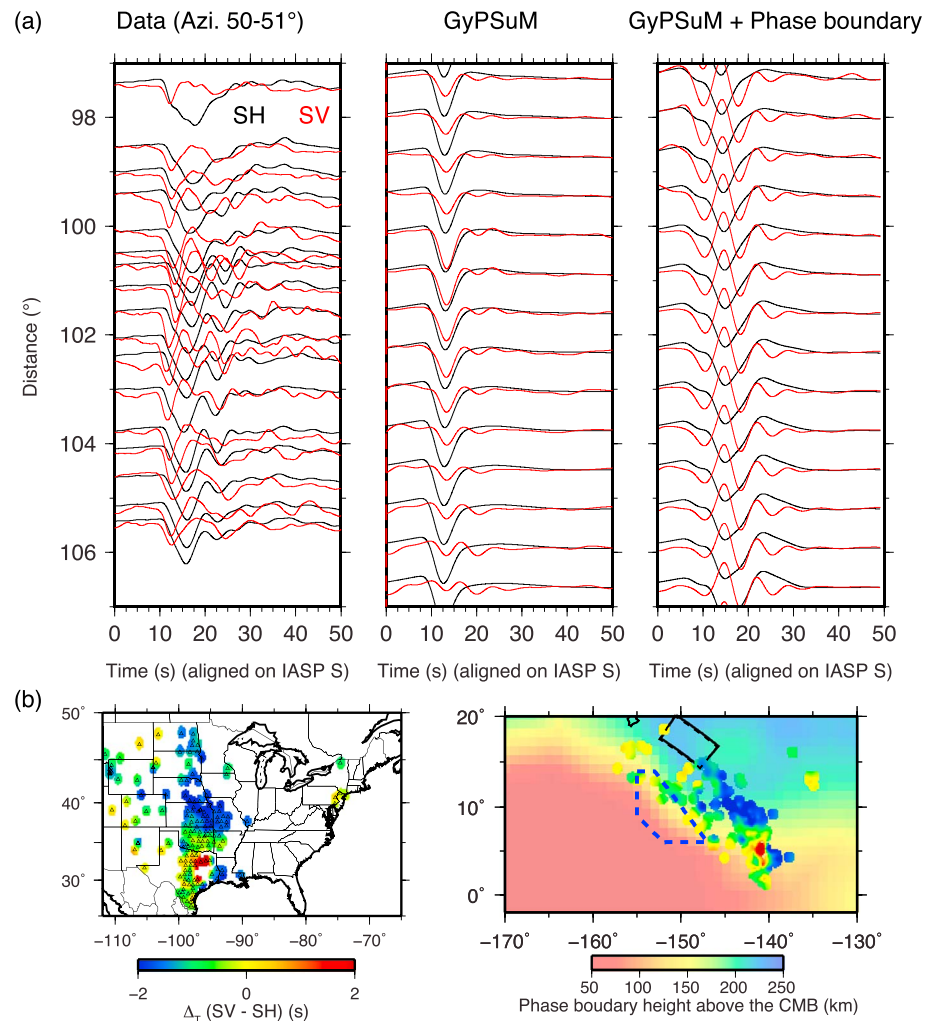 (a)
Data (Azi. 50-51°)
GyPSuM
GyPSuM + Phase boundary
SH SV
Distance (°)
98
100
102
104
106
0 10 20 30 40 50
0 10 20 30 40 50
0 10 20 30 40 50
Time (s) (aligned on IASP S)
Time (s) (aligned on IASP S)
Time (s) (aligned on IASP S)
(b)
50°
40°
30°
−110° −100° −90° −80° −70°
−2 0 2
ΔT (SV - SH) (s)
20°
10°
0°
−170° −160° −150° −140° −130°
50 100 150 200 250
Phase boudary height above the CMB (km)